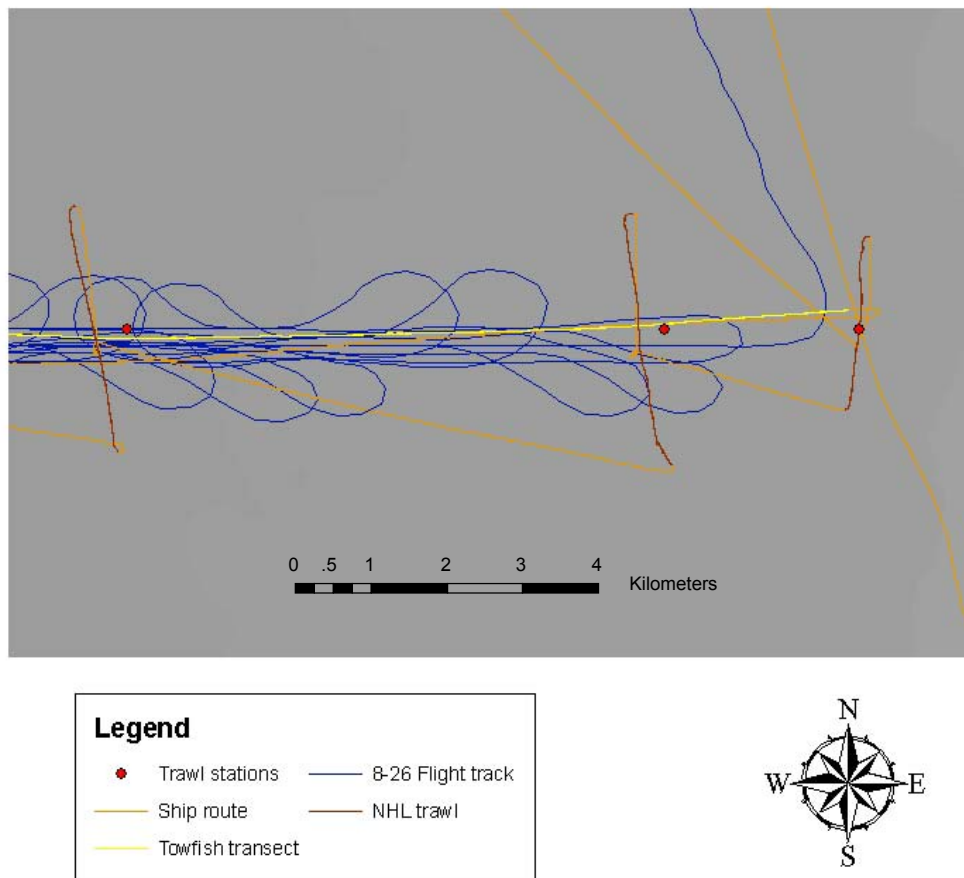 0 .5 1 2 3 4
Kilometers
Legend
Trawl stations
8-26 Flight track
Ship route
NHL trawl
Towfish transect
N
W E
S